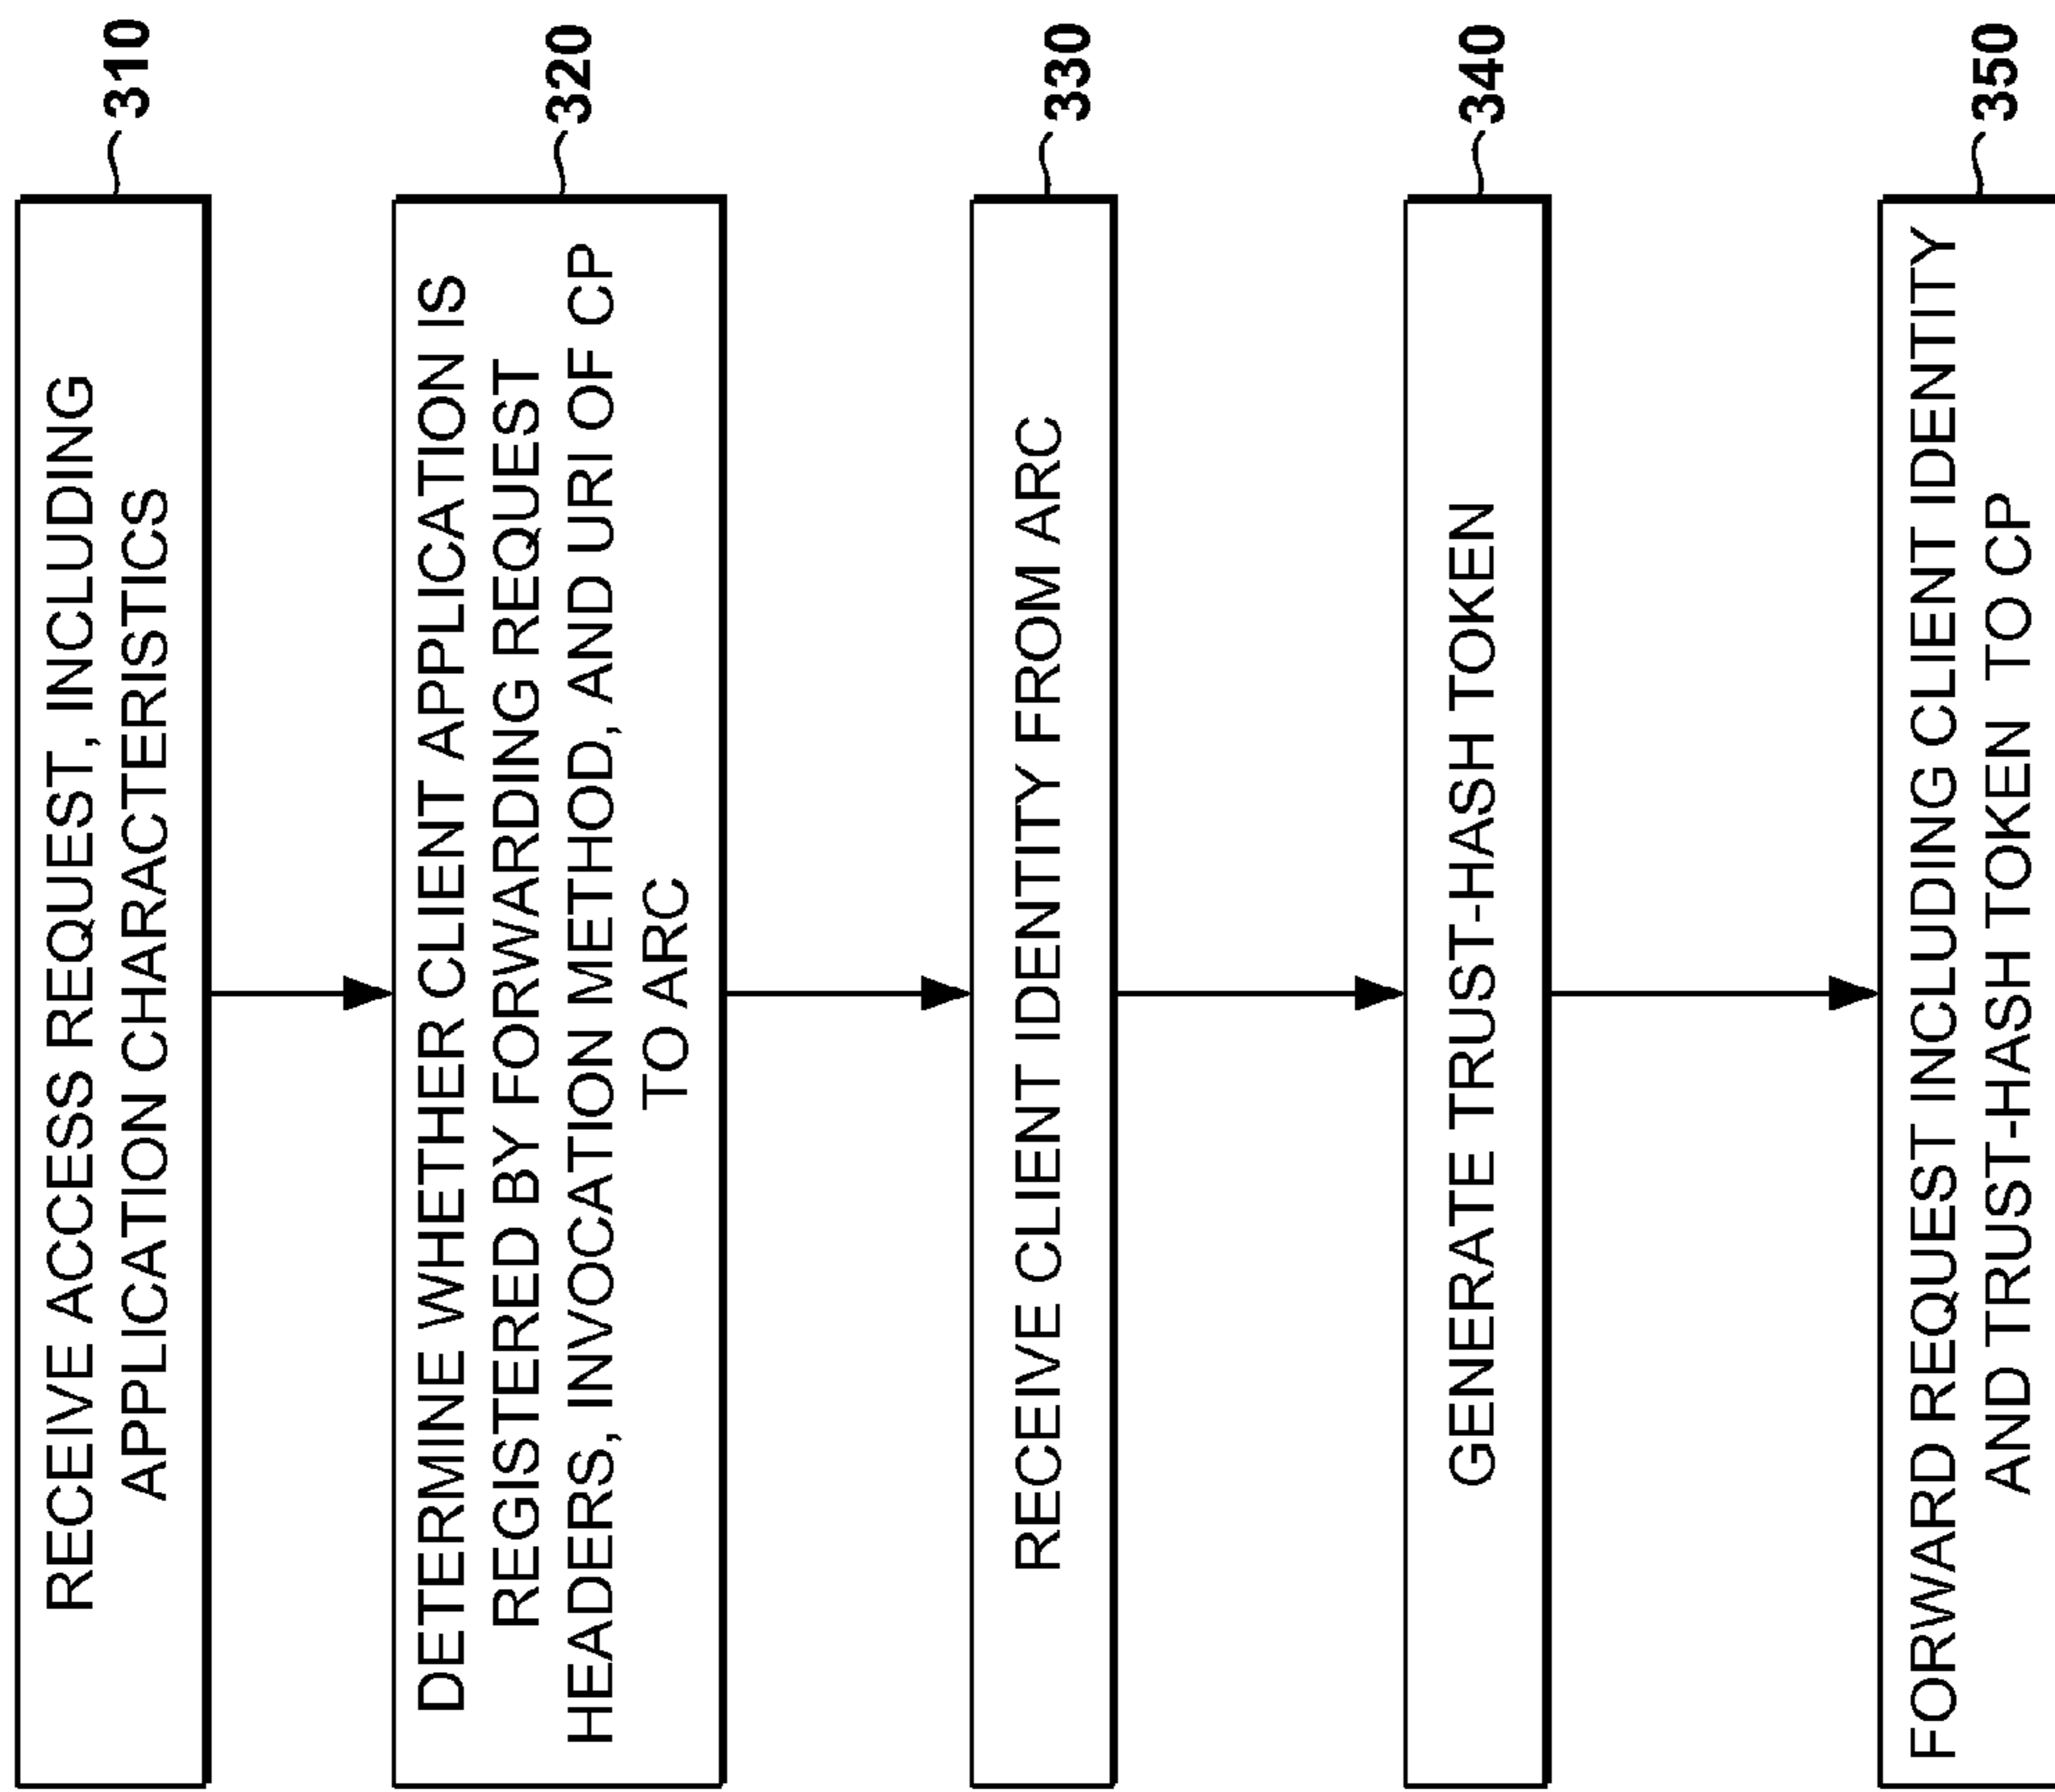 RECEIVE ACCESS REQUEST, INCLUDING
APPLICATION CHARACTERISTICS
310
DETERMINE WHETHER CLIENT APPLICATION IS
REGISTERED BY FORWARDING REQUEST
HEADERS, INVOCATION METHOD, AND URI OF CP
TO ARC
320
RECEIVE CLIENT IDENTITY FROM ARC
330
GENERATE TRUST-HASH TOKEN
340
FORWARD REQUEST INCLUDING CLIENT IDENTITY
AND TRUST-HASH TOKEN TO CP
350